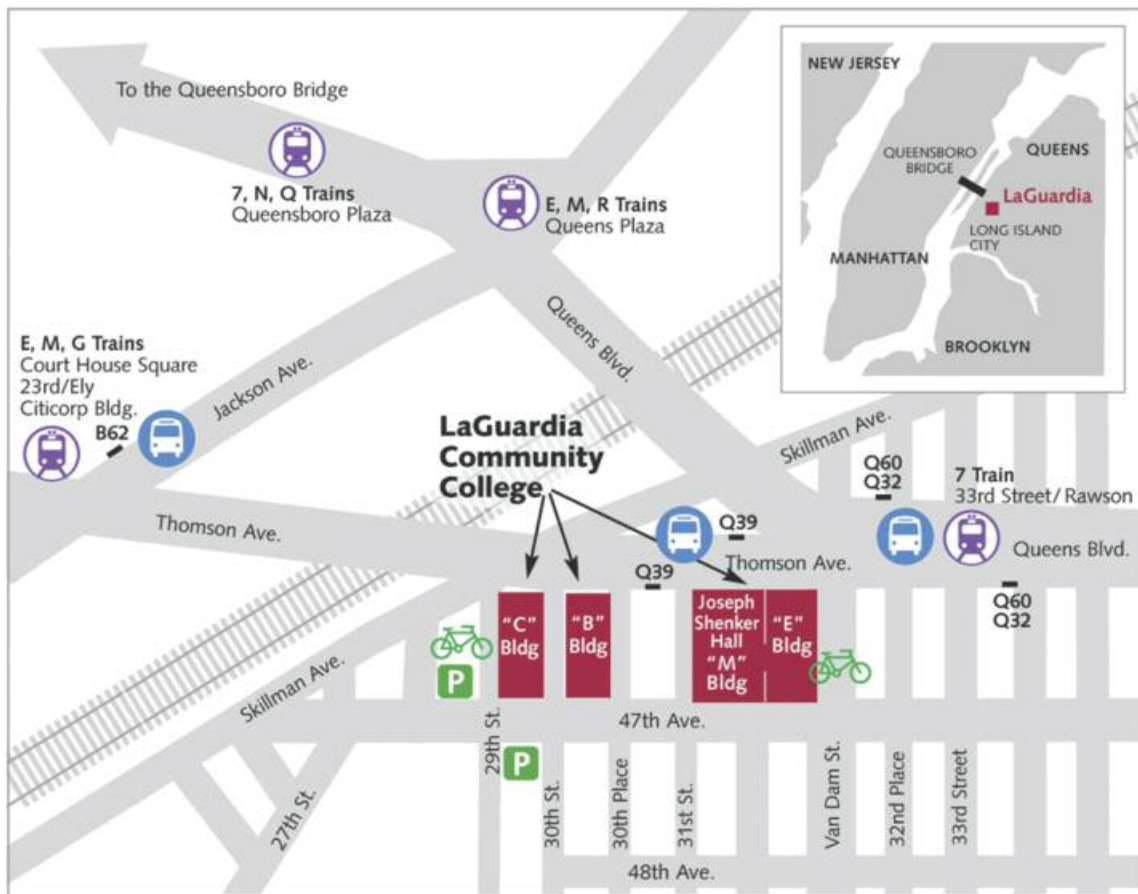 To the Queensboro Bridge
7, N, Q Trains
Queensboro Plaza
E, M, R Trains
Queens Plaza
NEW JERSEY
QUEENSBORO
BRIDGE
QUEENS
LaGuardia
LONG ISLAND
CITY
MANHATTAN
BROOKLYN
E, M, G Trains
Court House Square
23rd/Ely
Citicorp Bldg.
B62
Jackson Ave.
Queens Blvd.
LaGuardia
Community
College
Skillman Ave.
Q60
Q32
7 Train
33rd Street/ Rawson
Thomson Ave.
Q39
Thomson Ave.
Queens Blvd.
Q39
Q60
Q32
"C"
Bldg
"B"
Bldg
Joseph
Shenker
Hall
"M"
Bldg
"E"
Bldg
P
Skillman Ave.
47th Ave.
P
29th St.
27th St.
30th St.
30th Place
31st St.
Van Dam St.
32nd Place
33rd Street
48th Ave.